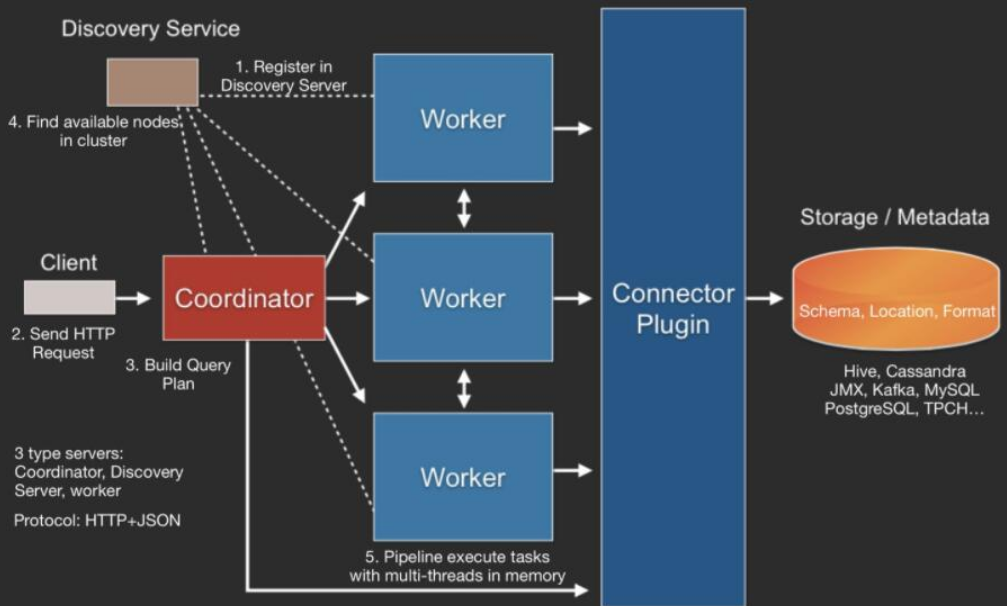 Discovery Service
1. Register in
Discovery Server
4. Find available nodes
in cluster
Worker
Storage / Metadata
Client
Coordinator
Worker
Connector
Plugin
Schema, Location, Format
2. Send HTTP
Request
3. Build Query
Plan
Hive, Cassandra
JMX, Kafka, MySQL
PostgreSQL, TPCH...
3 type servers:
Coordinator, Discovery
Server, worker
Protocol: HTTP+JSON
Worker
5. Pipeline execute tasks
with multi-threads in memory